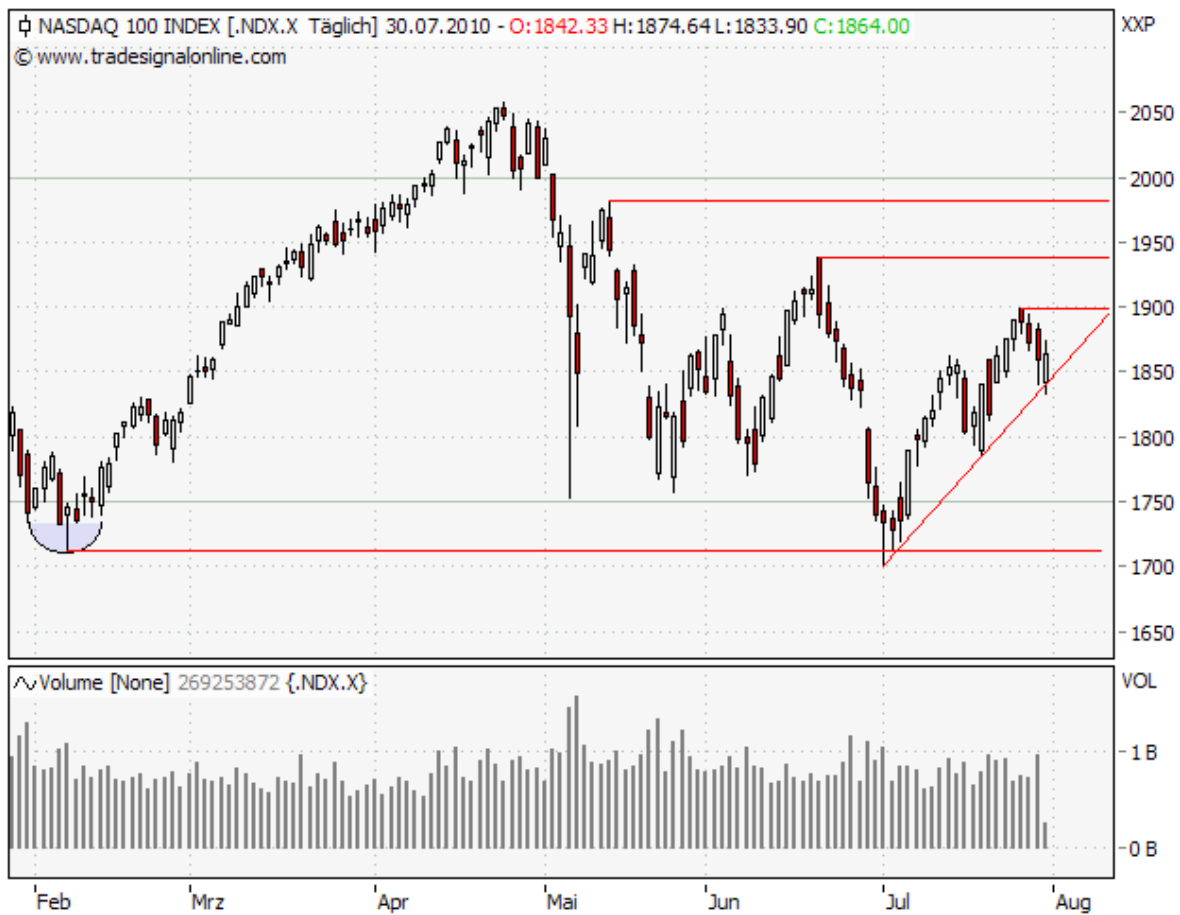 NASDAQ 100 INDEX [.NDX.X Täglich] 30.07.2010 - O:1842.33 H:1874.64 L:1833.90 C:1864.00
XXP
© www.tradesignalonline.com
2050
2000
1950
1900
1850
1800
1750
1700
1650
Volume [None] 269253872 {.NDX.X}
VOL
1 B
0 B
Feb Mrz Apr Mai Jun Jul Aug